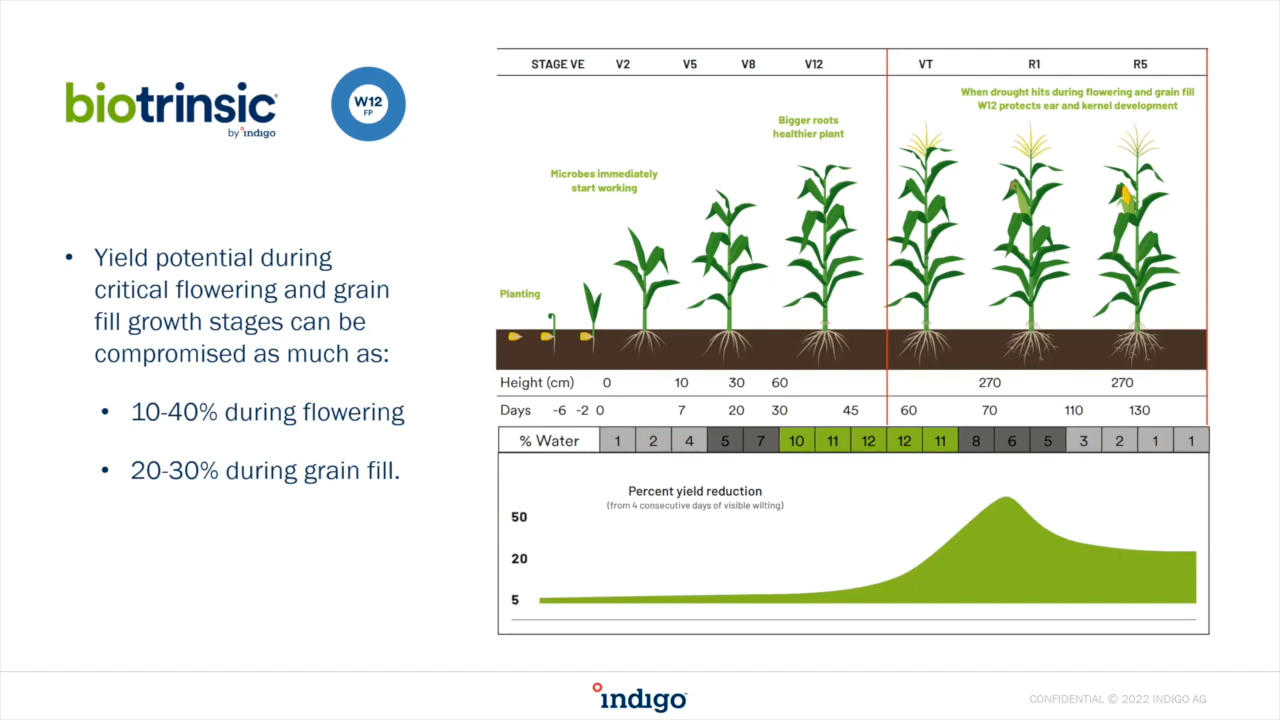 biotrinsic
by indigo
W12
FP
Yield potential during
critical flowering and grain
fill growth stages can be
compromised as much as:
10-40% during flowering
20-30% during grain fill.
STAGE VE V2 V5 V8 V12 VT R1 R5
When drought hits during flowering and grain fill
W12 protects ear and kernel development
Bigger roots
healthier plant
Microbes immediately
start working
Planting
Height (cm) 0 10 30 60 270 270
Days -6 -2 0 7 20 30 45 60 70 110 130
% Water 1 2 4 5 7 10 11 12 12 11 8 6 5 3 2 1 1
Percent yield reduction
(from 4 consecutive days of visible wilting)
50
20
5
indigo
CONFIDENTIAL © 2022 INDIGO AG